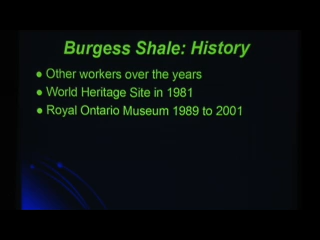 Burgess Shale: History
● Other workers over the years
● World Heritage Site in 1981
● Royal Ontario Museum 1989 to 2001